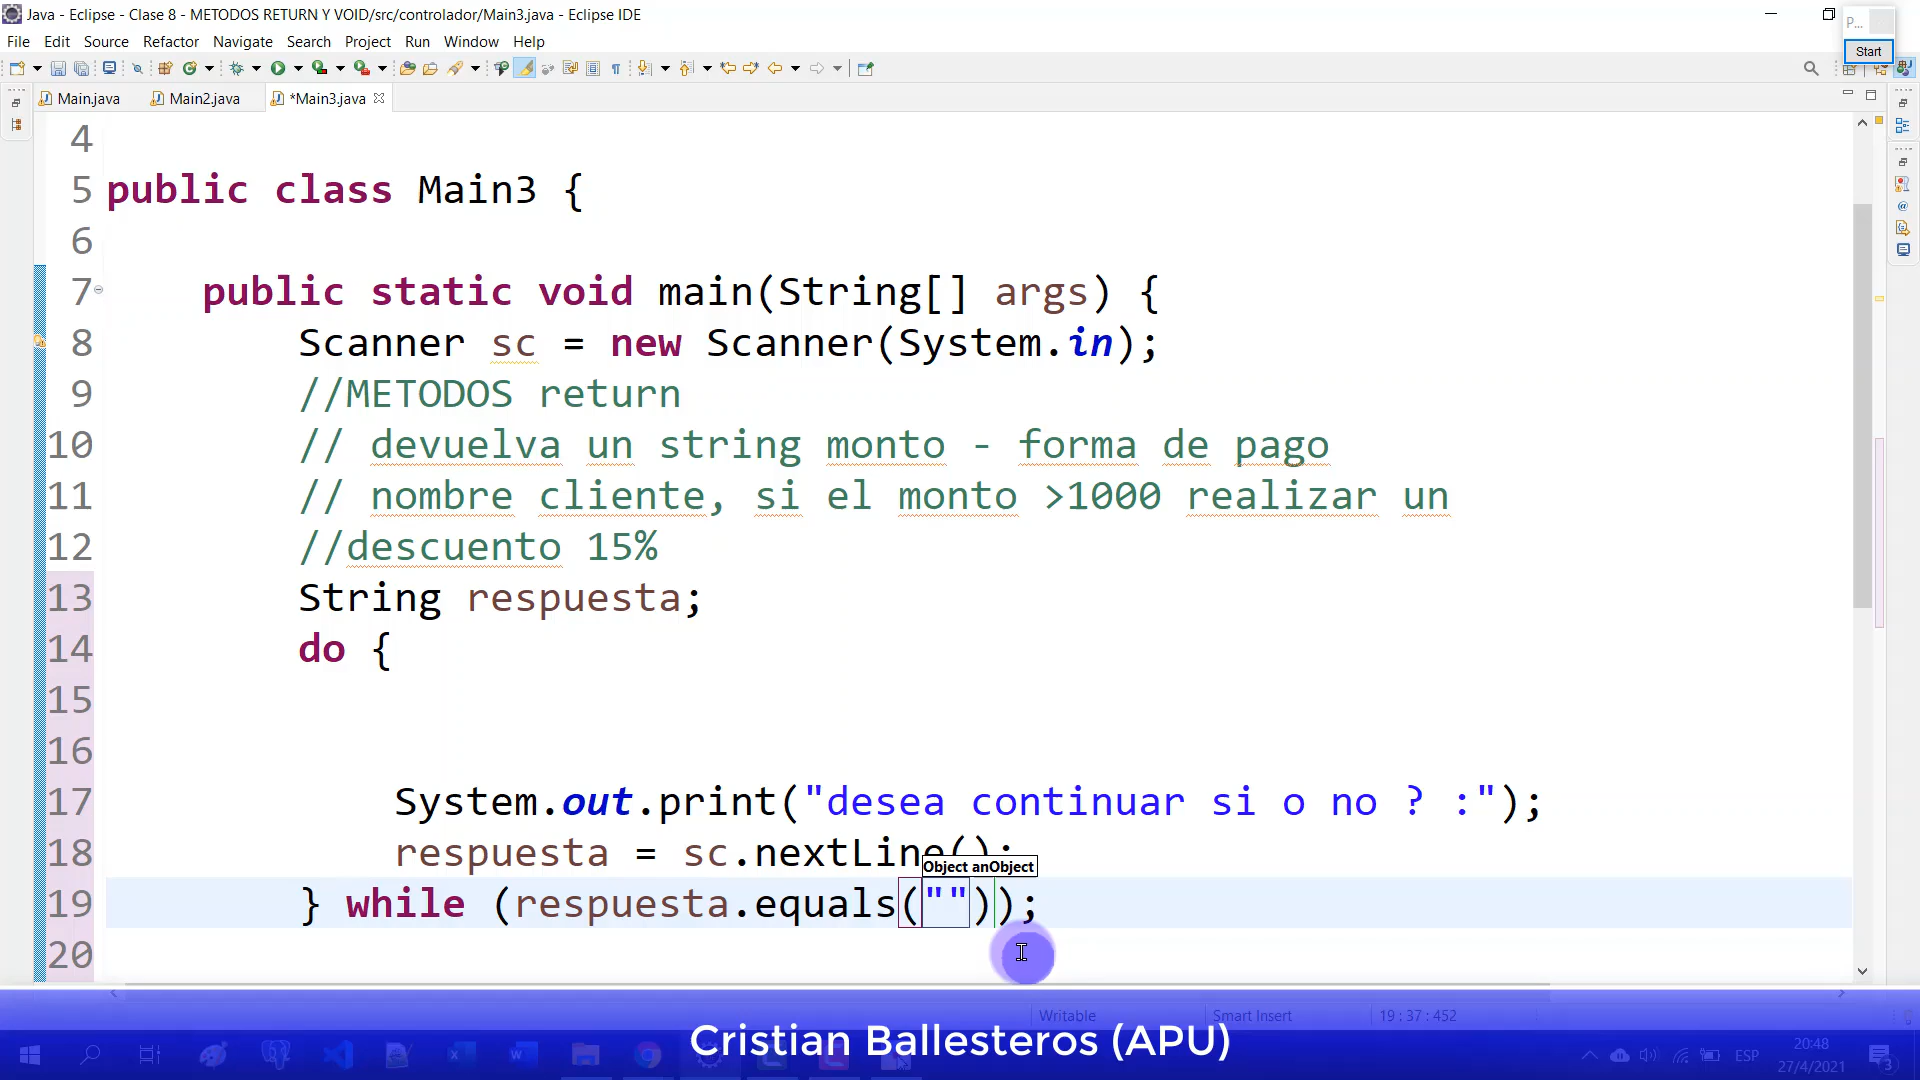 Java - Eclipse - Clase 8 - METODOS RETURN Y VOID/src/controlador/Main3.java - Eclipse IDE
P...
File Edit Source Refactor Navigate Search Project Run Window Help
Start
Main.java Main2.java *Main3.java
4
5 public class Main3 {
6
7 public static void main(String[] args) {
8 Scanner sc = new Scanner(System.in);
9 //METODOS return
10 // devuelva un string monto - forma de pago
11 // nombre cliente, si el monto >1000 realizar un
12 //descuento 15%
13 String respuesta;
14 do {
15
16
17 System.out.print("desea continuar si o no ? :");
18 respuesta = sc.nextLine();
Object anObject
19 } while (respuesta.equals(""));
20
Writable Smart Insert 19 : 37 : 452
Cristian Ballesteros (APU)
ESP
20:48
27/4/2021
3